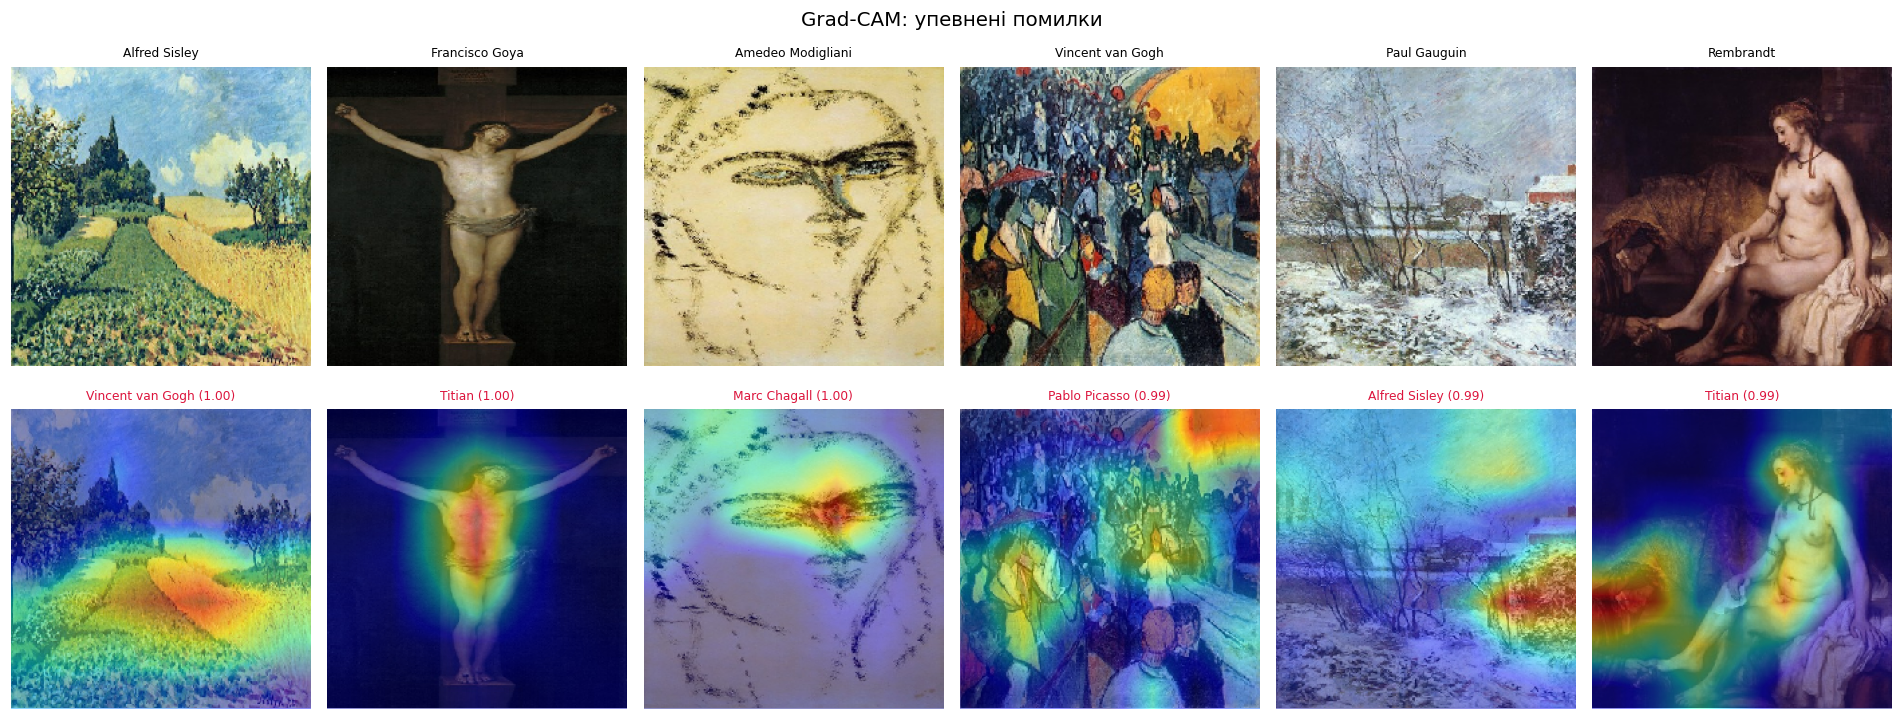 Grad-CAM: упевнені помилки
Alfred Sisley
Francisco Goya
Amedeo Modigliani
Vincent van Gogh
Paul Gauguin
Rembrandt
Vincent van Gogh (1.00)
Titian (1.00)
Marc Chagall (1.00)
Pablo Picasso (0.99)
Alfred Sisley (0.99)
Titian (0.99)